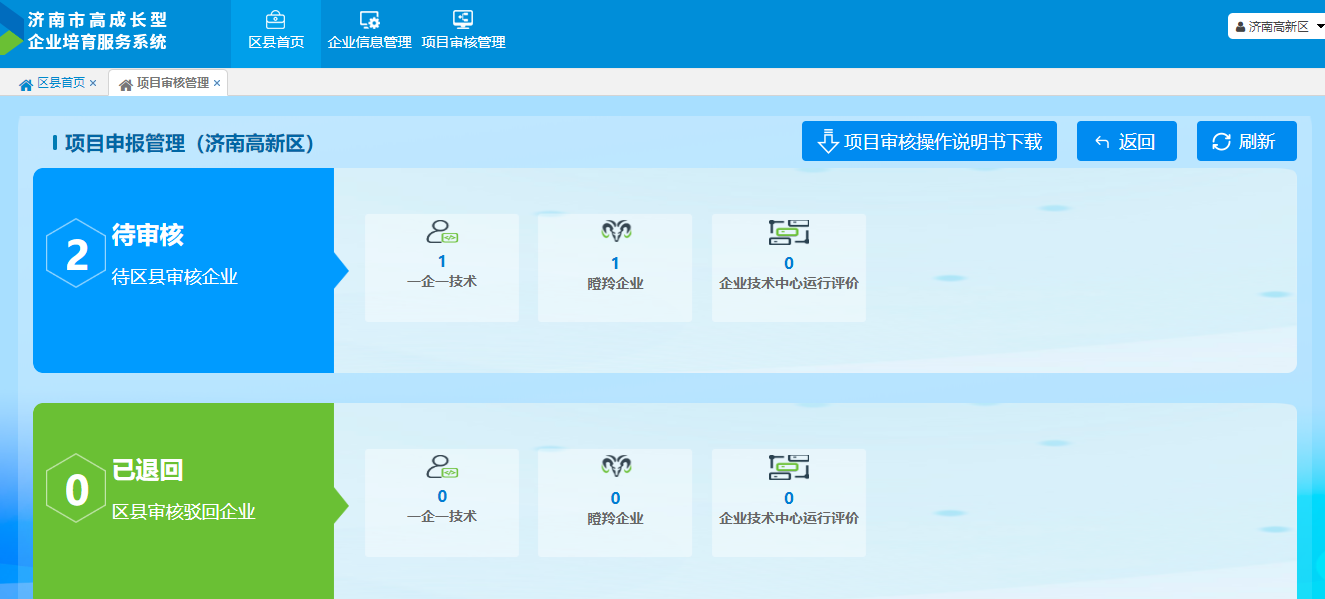 济南市高成长型
企业培育服务系统
区县首页
企业信息管理
项目审核管理
济南高新区
区县首页 ×
项目审核管理 ×
项目申报管理（济南高新区）
项目审核操作说明书下载
返回
刷新
2
待审核
待区县审核企业
1
一企一技术
1
瞪羚企业
0
企业技术中心运行评价
0
已退回
区县审核驳回企业
0
一企一技术
0
瞪羚企业
0
企业技术中心运行评价